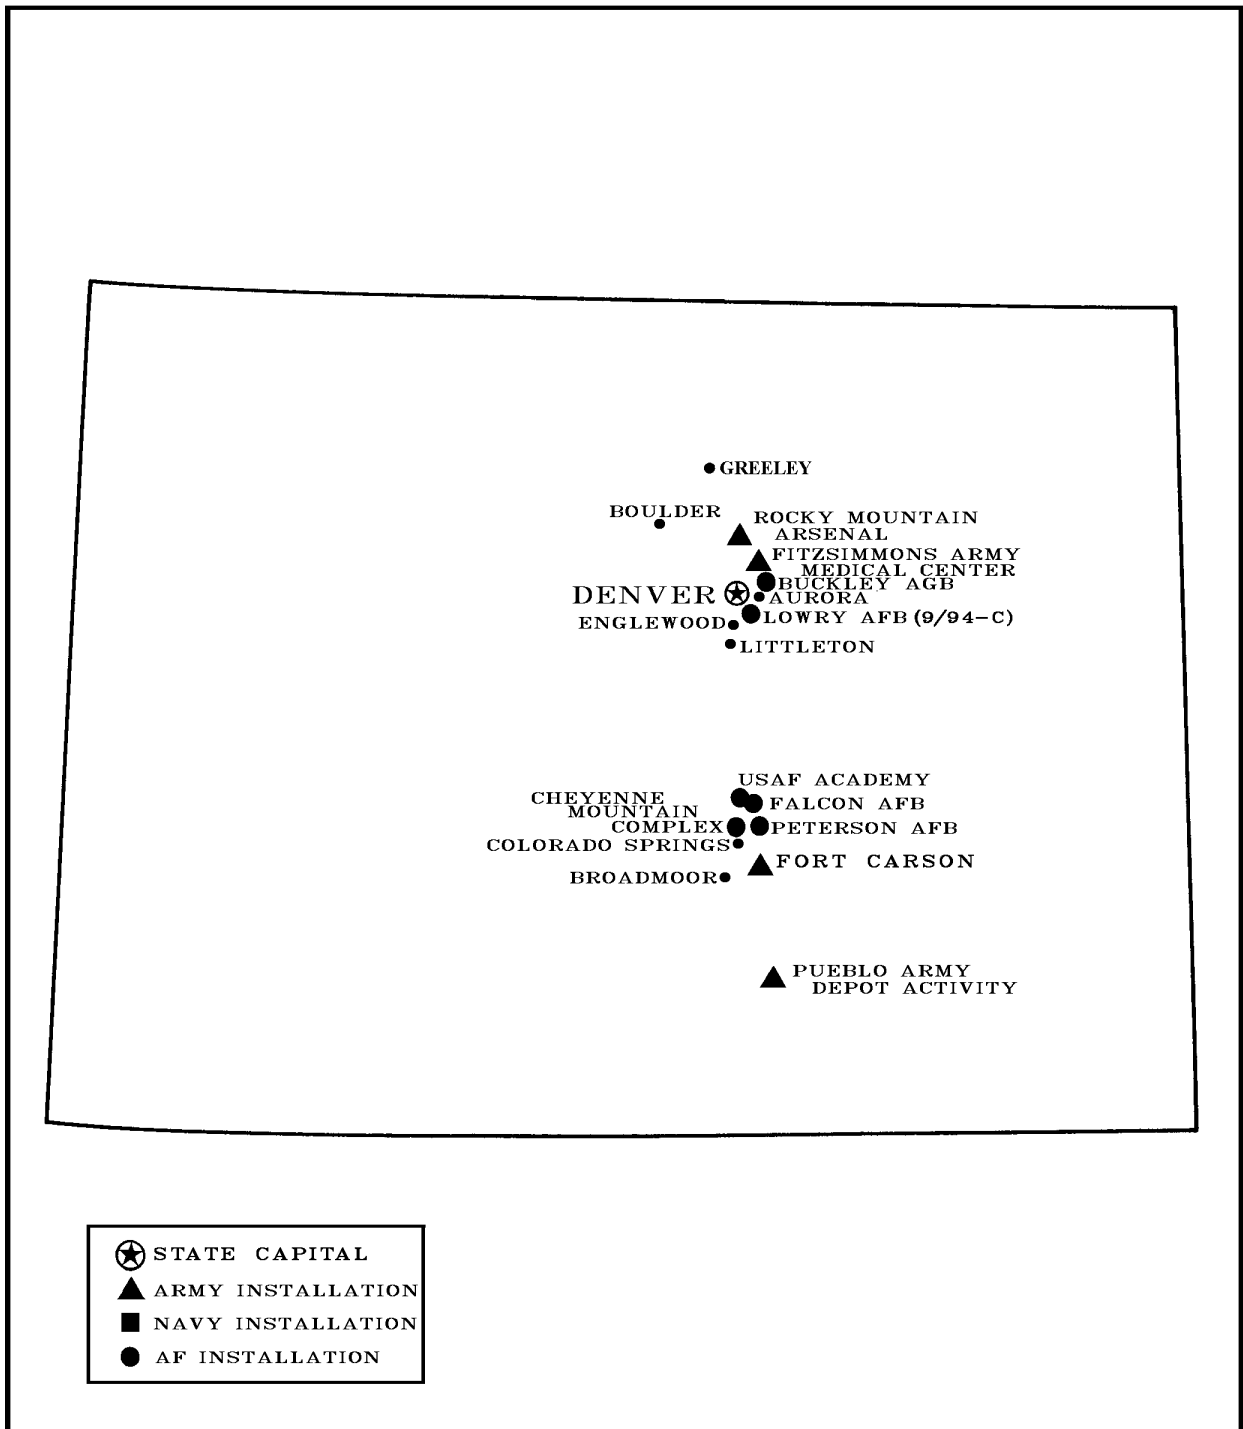 GREELEY
BOULDER
ROCKY MOUNTAIN
ARSENAL
FITZSIMMONS ARMY
MEDICAL CENTER
BUCKLEY AGB
DENVER
AURORA
LOWRY AFB (9/94-C)
ENGLEWOOD
LITTLETON
USAF ACADEMY
CHEYENNE
MOUNTAIN
COMPLEX
FALCON AFB
PETERSON AFB
COLORADO SPRINGS
FORT CARSON
BROADMOOR
PUEBLO ARMY
DEPOT ACTIVITY
STATE CAPITAL
ARMY INSTALLATION
NAVY INSTALLATION
AF INSTALLATION